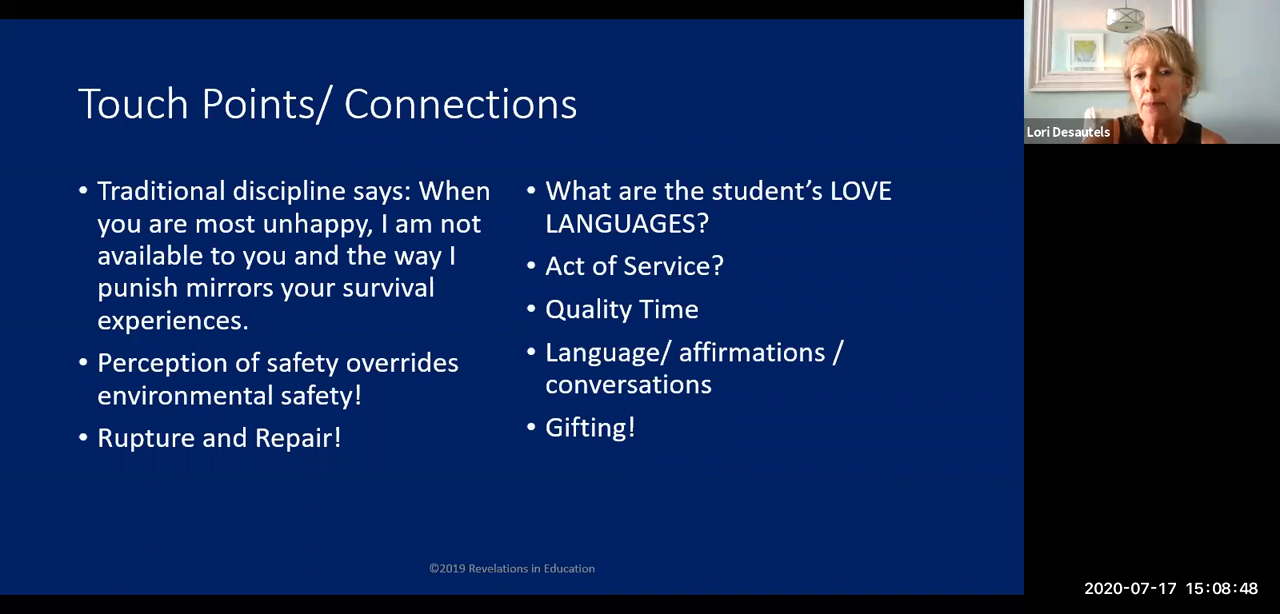 Touch Points/ Connections
• Traditional discipline says: When
you are most unhappy, I am not
available to you and the way I
punish mirrors your survival
experiences.
• Perception of safety overrides
environmental safety!
• Rupture and Repair!
• What are the student’s LOVE
LANGUAGES?
• Act of Service?
• Quality Time
• Language/ affirmations /
conversations
• Gifting!
©2019 Revelations in Education
Lori Desautels
2020-07-17 15:08:48